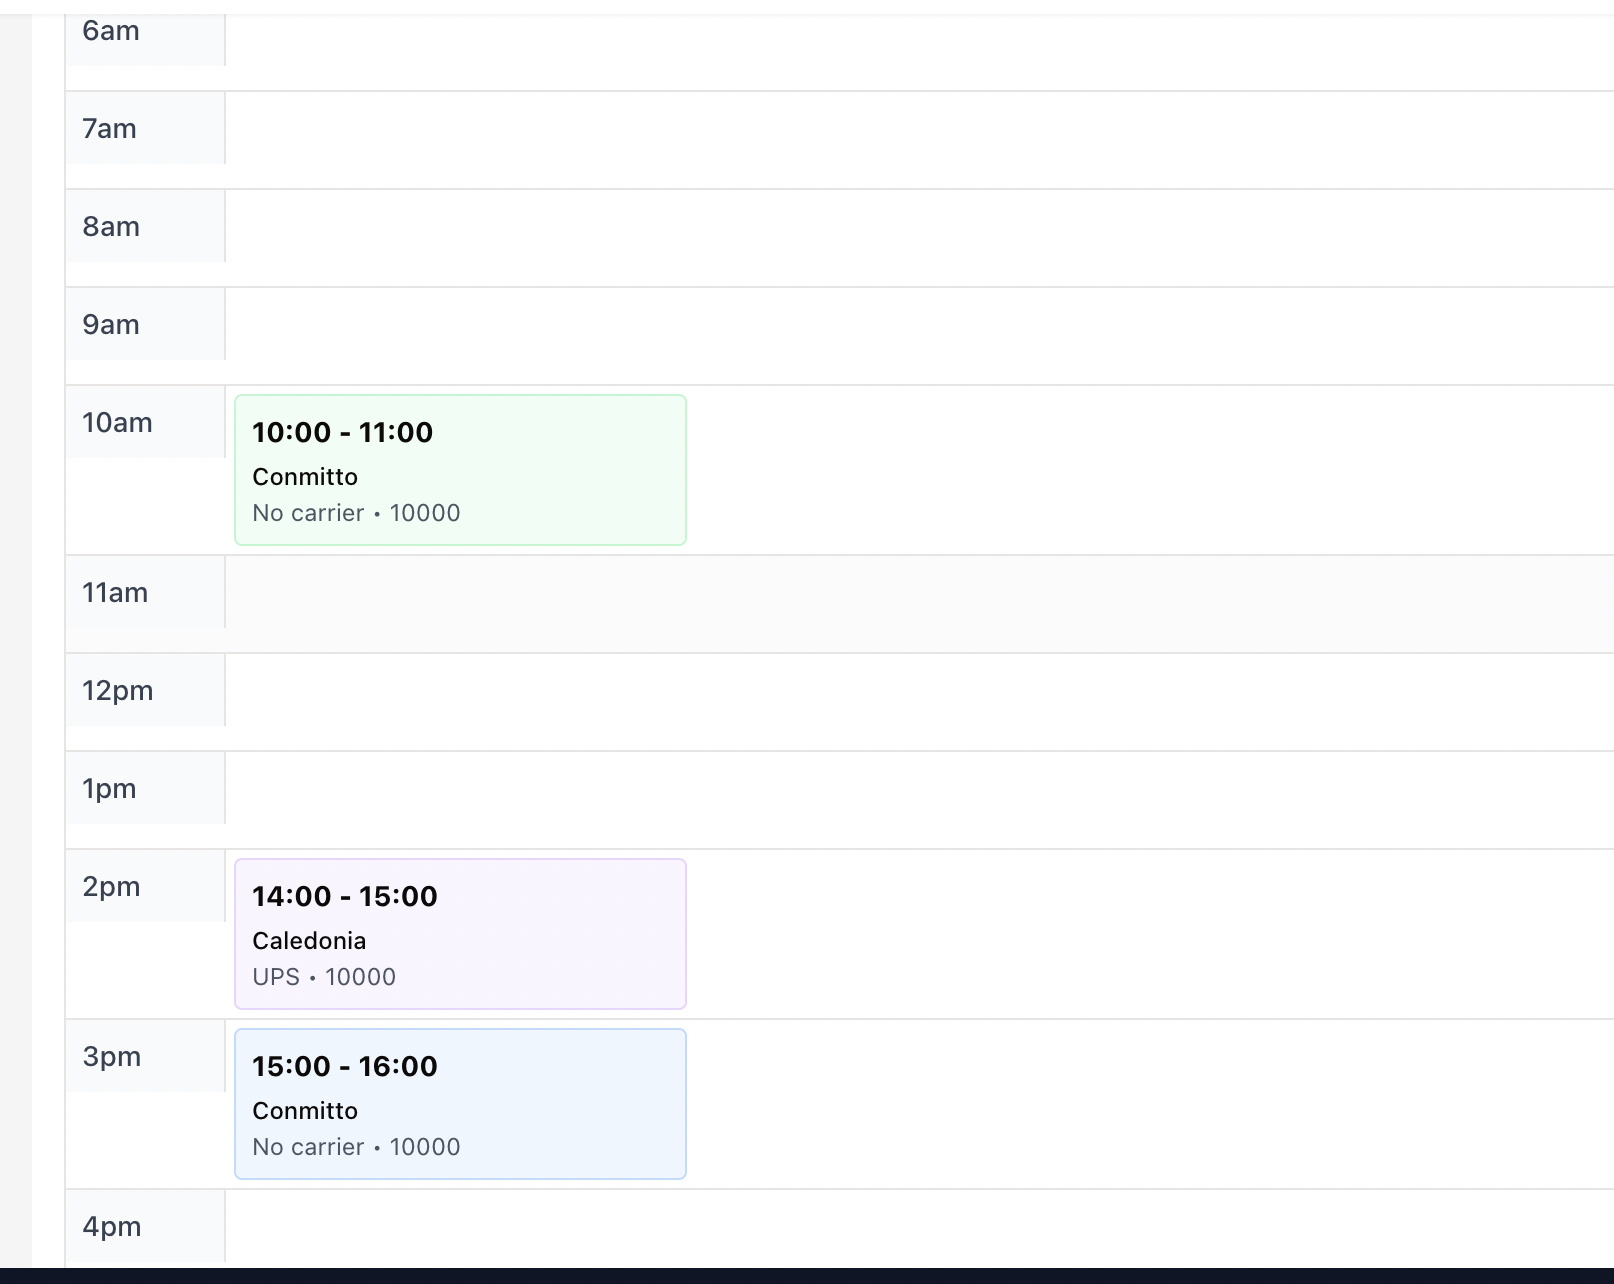 6am
7am
8am
9am
10am
10:00 - 11:00
Conmitto
No carrier • 10000
11am
12pm
1pm
2pm
14:00 - 15:00
Caledonia
UPS • 10000
3pm
15:00 - 16:00
Conmitto
No carrier • 10000
4pm